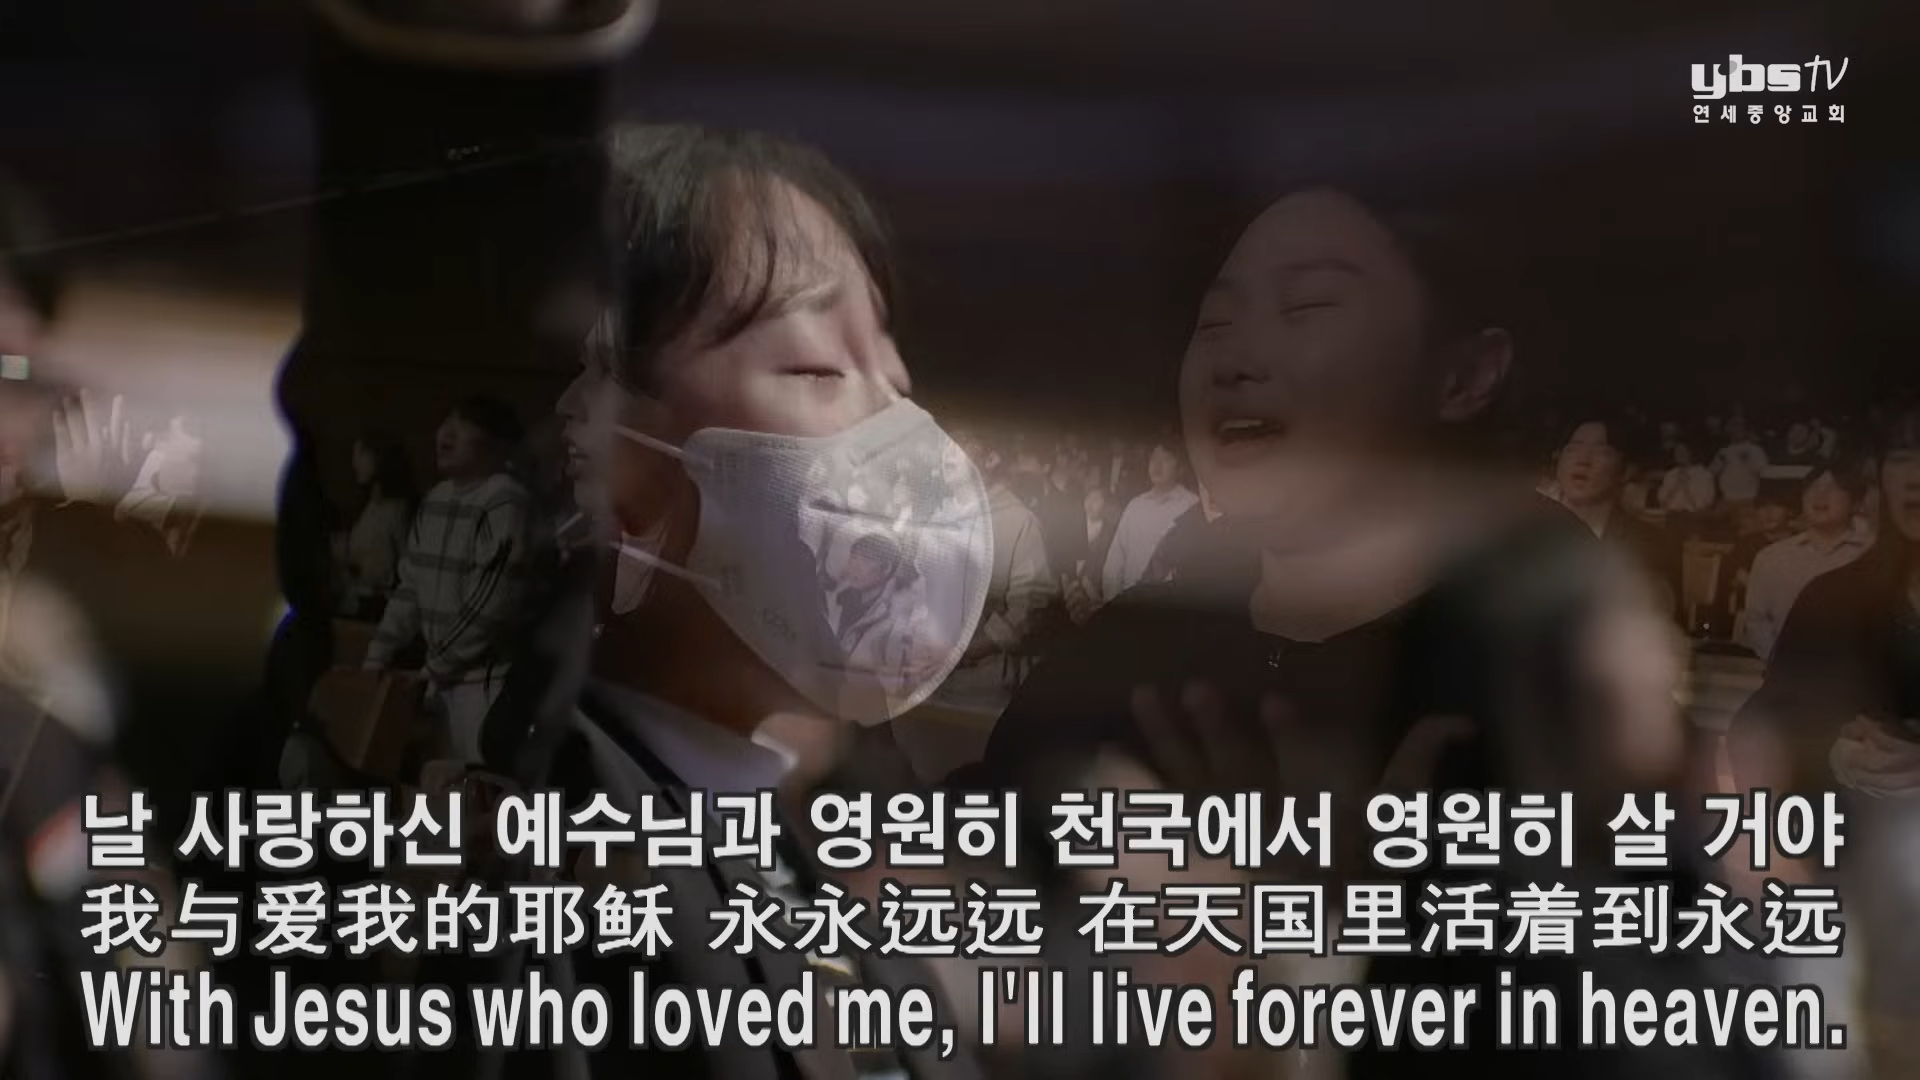 ybstv
연세중앙교회
날 사랑하신 예수님과 영원히 천국에서 영원히 살 거야
我与爱我的耶稣 永永远远 在天国里活着到永远
With Jesus who loved me, I'll live forever in heaven.